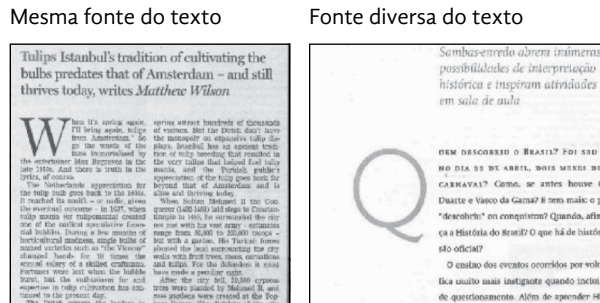 Mesma fonte do texto
Fonte diversa do texto
Tulips Istanbul's tradition of cultivating the
bulbs predates that of Amsterdam – and still
thrives today, writes Matthew Wilson
When it's spring again,
I'll bring again, tulips
from Amsterdam." So
go the words of the
tune immortalised by
the entertainer Max Bygraves in the
late 1950s. And there is truth in the
lyrics, of course.
The Netherlands' appreciation for
the tulip bulb goes back to the
It reached its zenith – or nadir, given
the eventual outcome – in 1637, when
tulip mania (or tulipomania) created
one of the earliest speculative finan-
cial bubbles. During a few months of
horticultural madness, single bulbs of
named varieties such as "the Viceroy"
changed hands for 10 times the
annual salary of a skilled craftsman.
Fortunes were lost when the bubble
burst, but the enthusiasm for and
expertise in tulip cultivation has con-
tinued to the present day.
spring attract hundreds of thousands
of visitors. But the Dutch don't have
the monopoly on expansive tulip dis-
plays. Istanbul has an ancient tradi-
tion of tulip breeding that resulted in
the very tulips that helped fuel tulip
mania, and the Turkish public's
appreciation of the tulip goes back far
beyond that of Amsterdam and is
alive and thriving today.
When Sultan Mehmed II the Con-
queror (1432-1481) laid siege to Constan-
tinople in 1453, he surrounded the city
not just with his vast army – estimates
range from 80,000 to 200,000 troops –
but with a garden. His Turkish forces
planted the land surrounding the city
walls with fruit trees, roses, carnations
and tulips. For the defenders it must
have made a peculiar sight.
After the city fell, cypress
trees were planted by Mehmed II, and
rose gardens were created at the Top-
Sambas-enredo abrem inúmeras
possibilidades de interpretação
histórica e inspiram atividades
em sala de aula
QUEM DESCOBRIU O BRASIL? FOI SEU
NO DIA 22 DE ABRIL, DOIS MESES DE
CARNAVAL? Como, se antes houve
Duarte e Vasco da Gama? E tem mais: o
"descobriu" ou conquistou? Quando, afin
ça a História do Brasil? O que há de histór
são oficial?
O ensino dos eventos ocorridos por
fica muito mais instigante quando inclui
de questionamento. Além de aprender